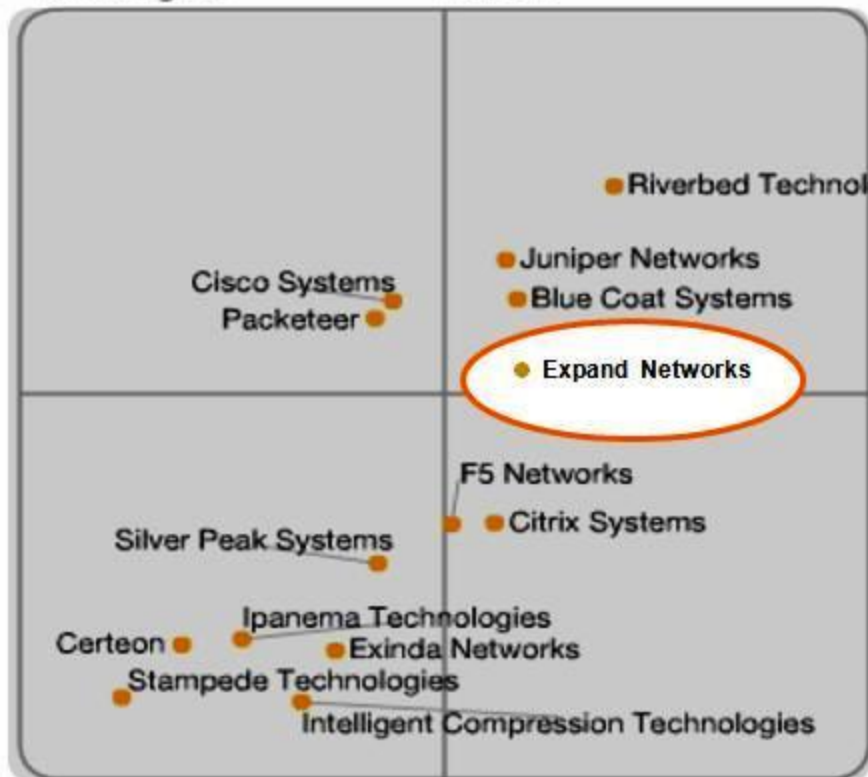 Riverbed Technol
Juniper Networks
Cisco Systems
Blue Coat Systems
Packeteer
Expand Networks
F5 Networks
Citrix Systems
Silver Peak Systems
Ipanema Technologies
Certeon
Exinda Networks
Stampede Technologies
Intelligent Compression Technologies